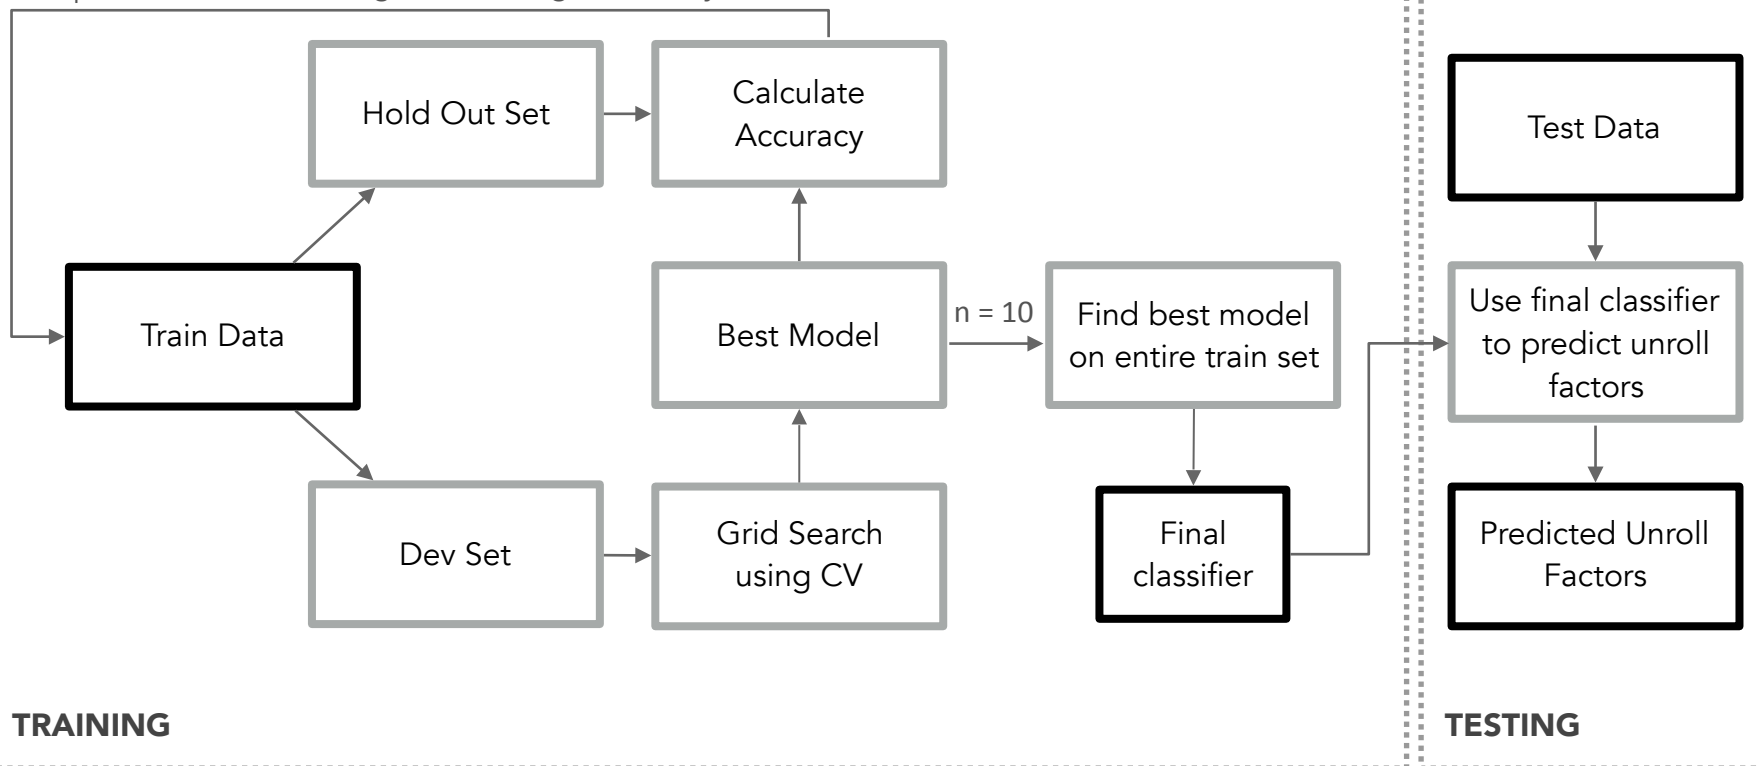 Hold Out Set
Calculate
Accuracy
Test Data
Train Data
Best Model
n = 10
Find best model
on entire train set
Use final classifier
to predict unroll
factors
Dev Set
Grid Search
using CV
Final
classifier
Predicted Unroll
Factors
TRAINING
TESTING